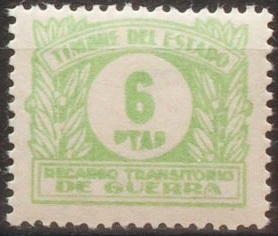 TIMBRE DEL ESTADO
6
PTAS
RECARGO TRANSITORIO
DE GUERRA